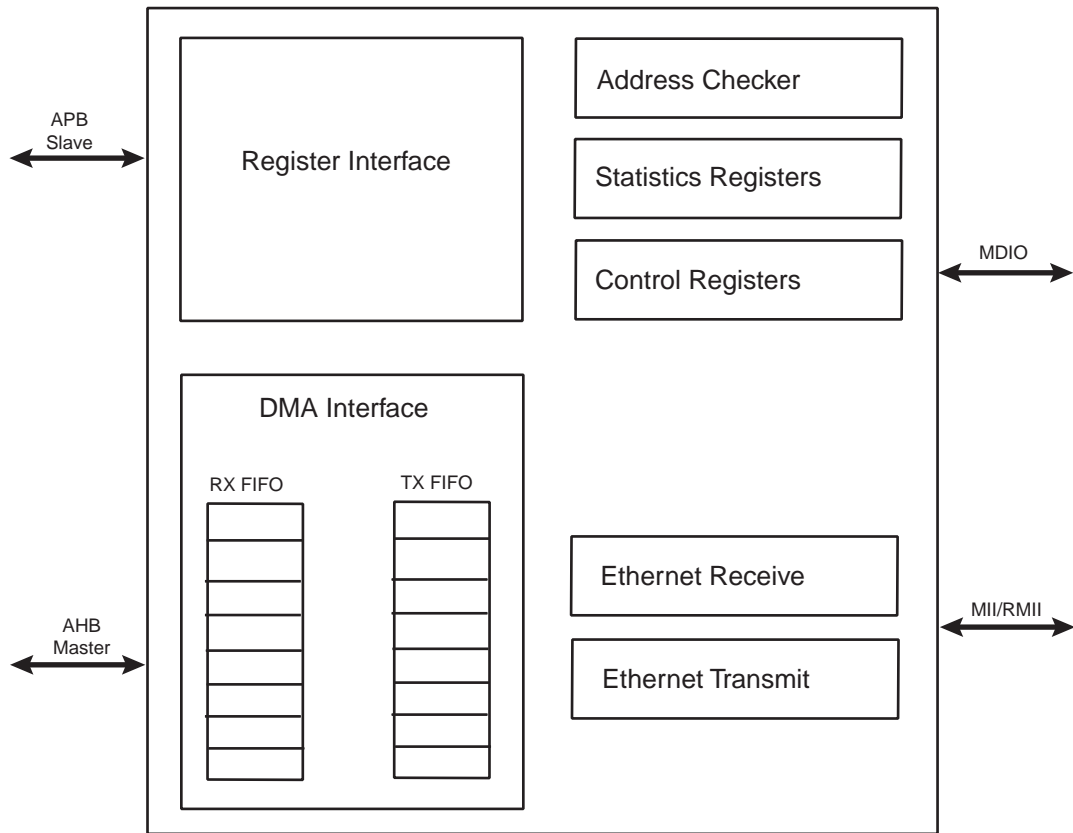 APB
Slave
Register Interface
Address Checker
Statistics Registers
Control Registers
MDIO
DMA Interface
RX FIFO
TX FIFO
AHB
Master
Ethernet Receive
Ethernet Transmit
MII/RMII